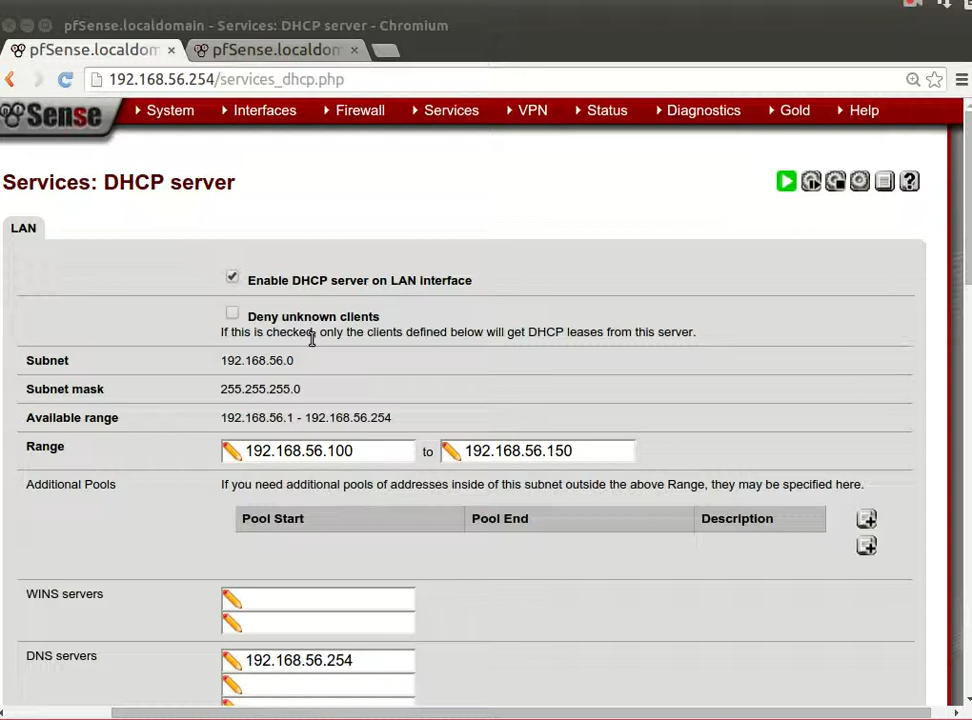 pfSense.localdomain - Services: DHCP server - Chromium
pfSense.localdom × pfSense.localdom ×
192.168.56.254/services_dhcp.php
Sense System Interfaces Firewall Services VPN Status Diagnostics Gold Help
Services: DHCP server
LAN
Enable DHCP server on LAN interface
Deny unknown clients
If this is checked, only the clients defined below will get DHCP leases from this server.
Subnet 192.168.56.0
Subnet mask 255.255.255.0
Available range 192.168.56.1 - 192.168.56.254
Range 192.168.56.100 to 192.168.56.150
Additional Pools If you need additional pools of addresses inside of this subnet outside the above Range, they may be specified here.
Pool Start Pool End Description
WINS servers
DNS servers 192.168.56.254